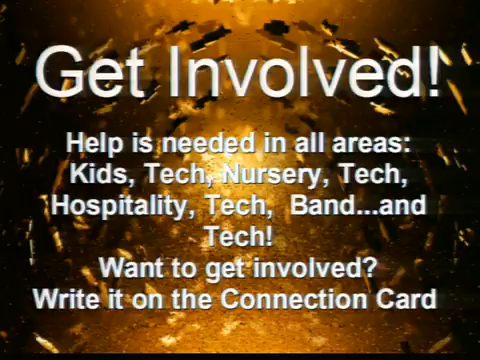 Get Involved!
Help is needed in all areas:
Kids, Tech, Nursery, Tech,
Hospitality, Tech, Band...and
Tech!
Want to get involved?
Write it on the Connection Card